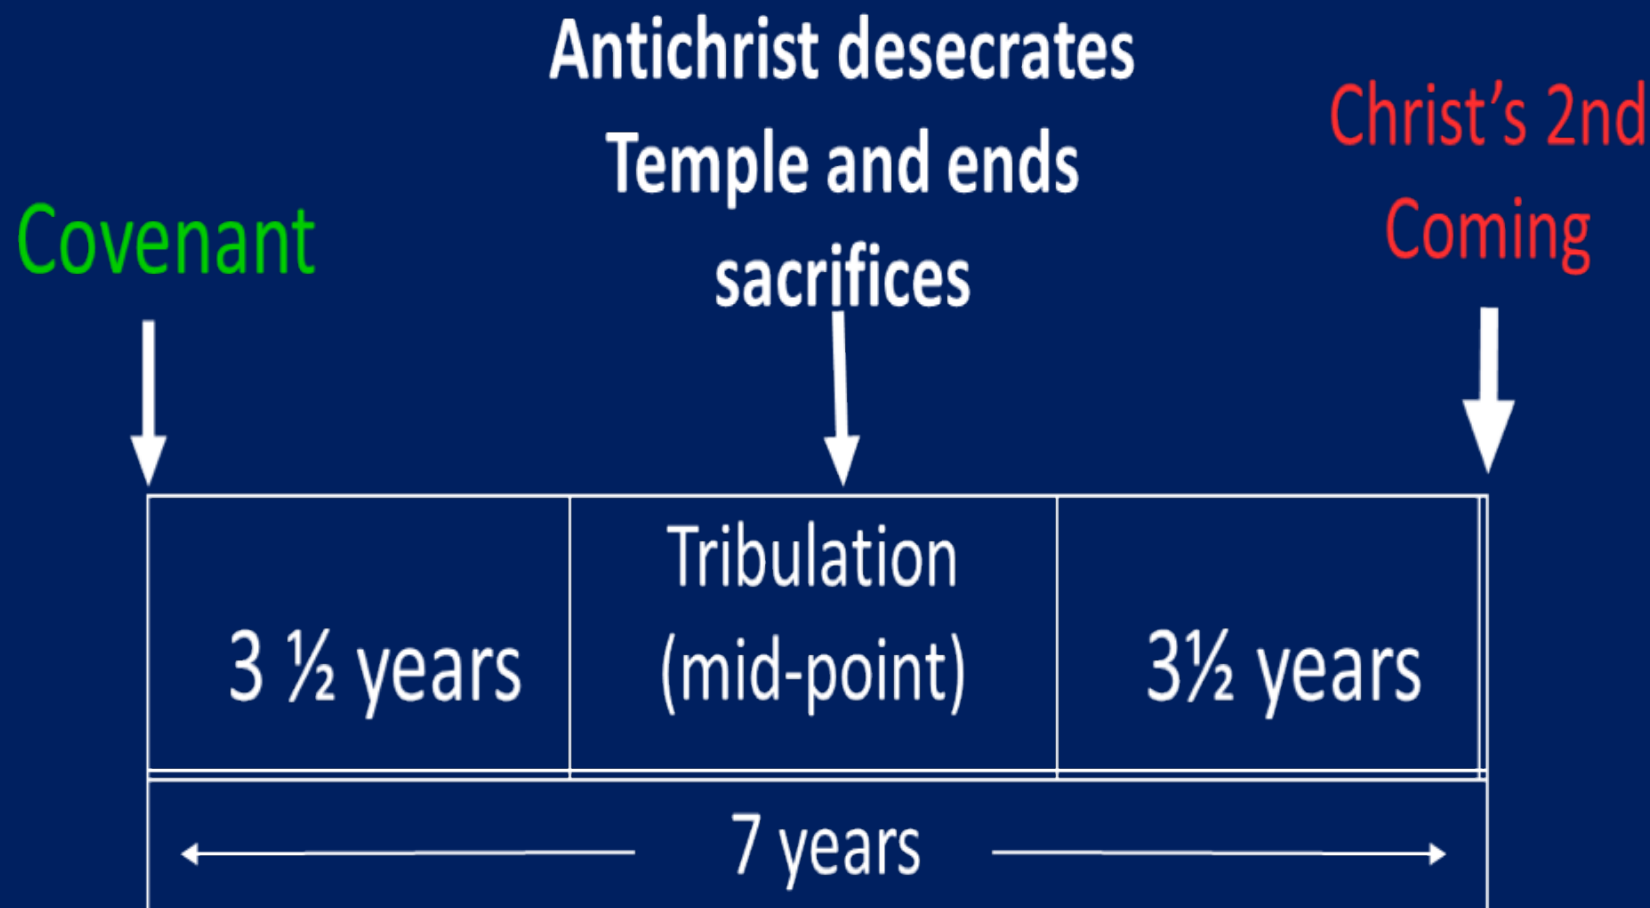 Antichrist desecrates
Temple and ends
sacrifices
Christ’s 2nd
Coming
Covenant
Tribulation
(mid-point)
3 ½ years
3½ years
7 years